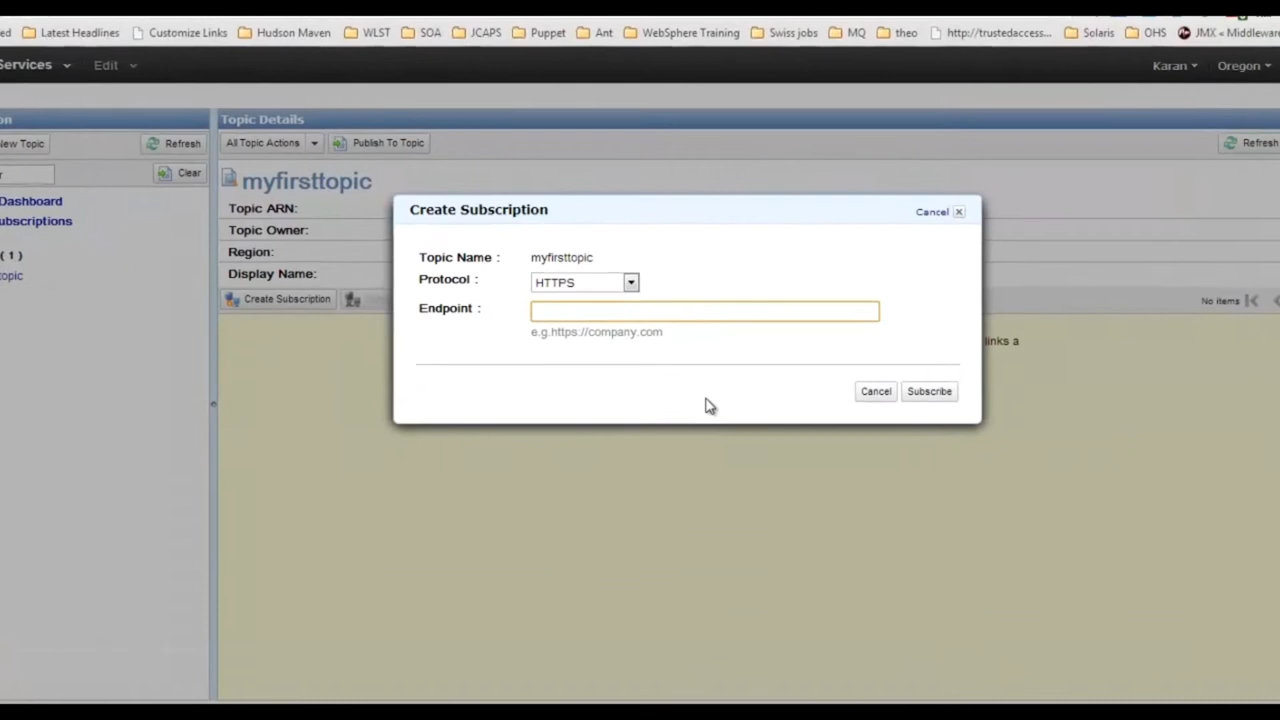 ed Latest Headlines Customize Links Hudson Maven WLST SOA JCAPS Puppet Ant WebSphere Training Swiss jobs MQ theo http://trustedaccess... Solaris OHS JMX « Middleware
Services Edit Karan Oregon
on Topic Details
New Topic Refresh All Topic Actions Publish To Topic Refresh
r Clear
myfirsttopic
Dashboard Topic ARN:
ubscriptions Topic Owner:
( 1 ) Region:
topic Display Name:
Create Subscription No items
links a
Create Subscription Cancel
Topic Name : myfirsttopic
Protocol : HTTPS
Endpoint :
e.g.https://company.com
Cancel Subscribe